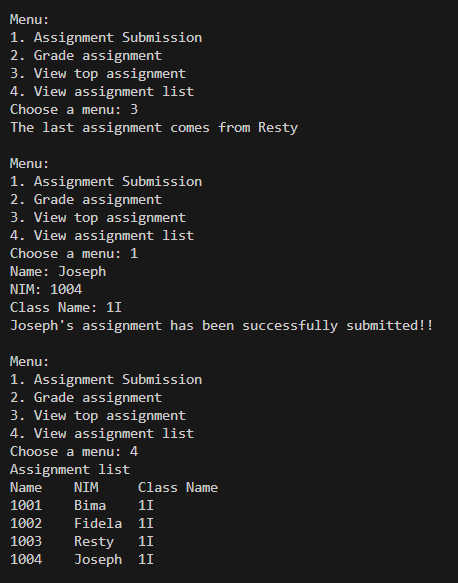 Menu:
1. Assignment Submission
2. Grade assignment
3. View top assignment
4. View assignment list
Choose a menu: 3
The last assignment comes from Resty
Menu:
1. Assignment Submission
2. Grade assignment
3. View top assignment
4. View assignment list
Choose a menu: 1
Name: Joseph
NIM: 1004
Class Name: 1I
Joseph's assignment has been successfully submitted!!
Menu:
1. Assignment Submission
2. Grade assignment
3. View top assignment
4. View assignment list
Choose a menu: 4
Assignment list
Name    NIM     Class Name
1001    Bima    1I
1002    Fidela  1I
1003    Resty   1I
1004    Joseph  1I